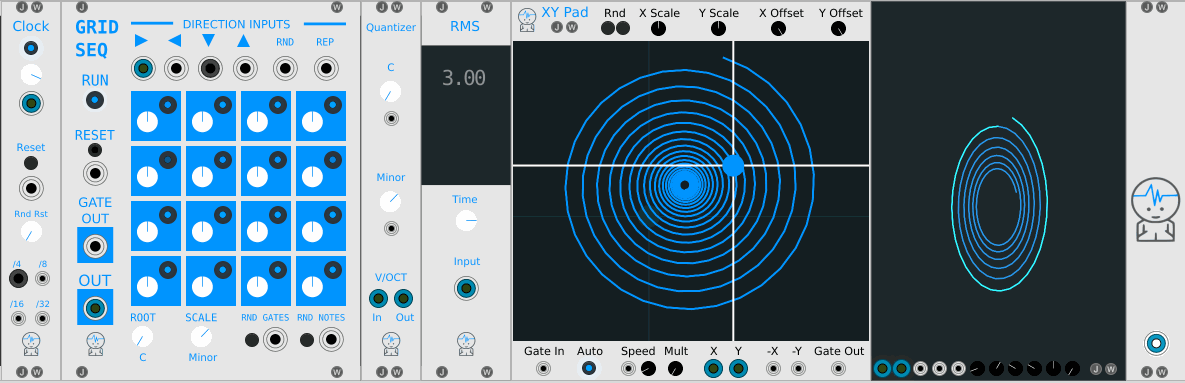 J W
Clock
Reset
Rnd Rst
/4 /8
/16 /32
J W
J W
GRID
SEQ
DIRECTION INPUTS
RND REP
RUN
RESET
GATE
OUT
OUT
ROOT SCALE RND GATES RND NOTES
C Minor
J W
J W
Quantizer
C
Minor
V/OCT
In Out
J W
J W
RMS
3.00
Time
Input
J W
XY Pad
J W
Rnd X Scale Y Scale X Offset Y Offset
Gate In Auto Speed Mult X Y -X -Y Gate Out
J W
J W
J W